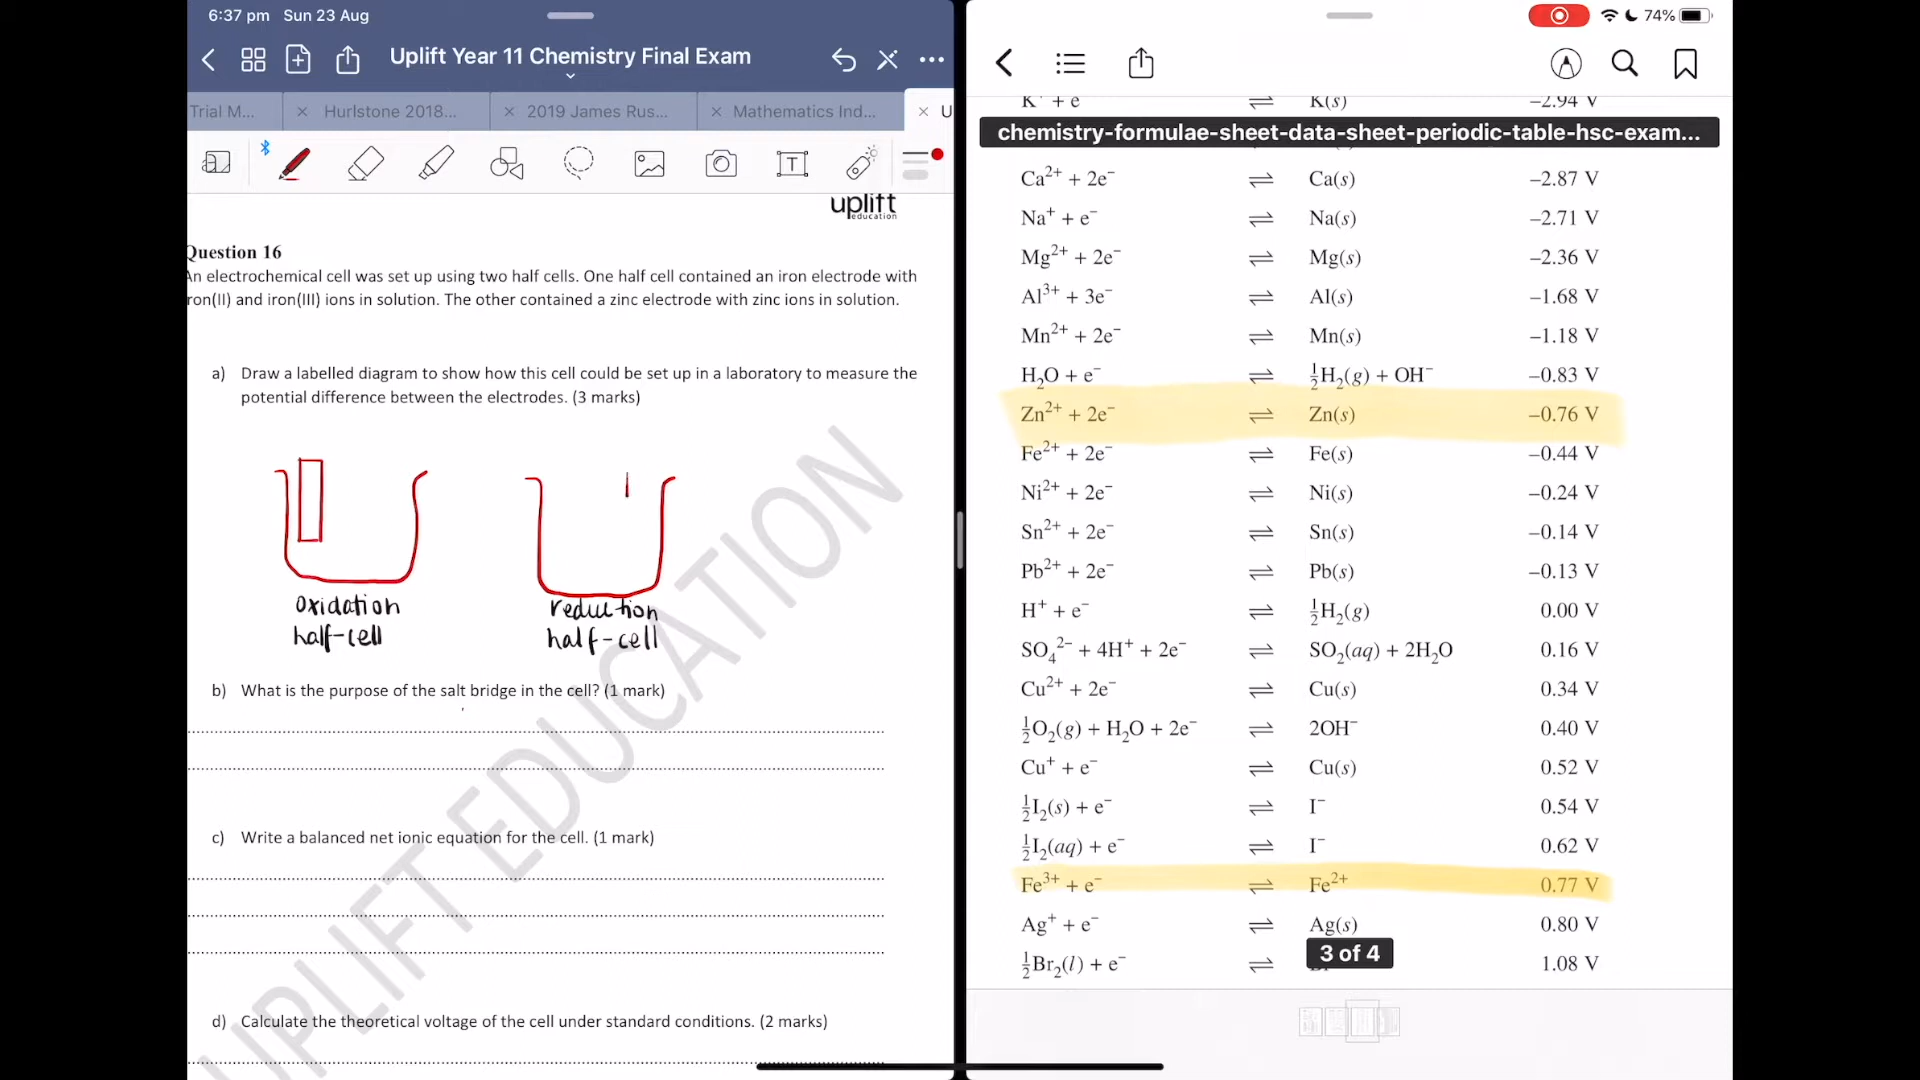 6:37 pm Sun 23 Aug
Uplift Year 11 Chemistry Final Exam
Trial M...
Hurlstone 2018...
2019 James Rus...
Mathematics Ind...
U
uplift
education
Question 16
An electrochemical cell was set up using two half cells. One half cell contained an iron electrode with
ron(II) and iron(III) ions in solution. The other contained a zinc electrode with zinc ions in solution.
a) Draw a labelled diagram to show how this cell could be set up in a laboratory to measure the
potential difference between the electrodes. (3 marks)
oxidation
half-cell
reduction
half-cell
b) What is the purpose of the salt bridge in the cell? (1 mark)
c) Write a balanced net ionic equation for the cell. (1 mark)
d) Calculate the theoretical voltage of the cell under standard conditions. (2 marks)
UPLIFT EDUCATION
74%
K⁺ + e⁻ ⇌ K(s) –2.94 V
chemistry-formulae-sheet-data-sheet-periodic-table-hsc-exam...
Ca²⁺ + 2e⁻ ⇌ Ca(s) –2.87 V
Na⁺ + e⁻ ⇌ Na(s) –2.71 V
Mg²⁺ + 2e⁻ ⇌ Mg(s) –2.36 V
Al³⁺ + 3e⁻ ⇌ Al(s) –1.68 V
Mn²⁺ + 2e⁻ ⇌ Mn(s) –1.18 V
H₂O + e⁻ ⇌ ½H₂(g) + OH⁻ –0.83 V
Zn²⁺ + 2e⁻ ⇌ Zn(s) –0.76 V
Fe²⁺ + 2e⁻ ⇌ Fe(s) –0.44 V
Ni²⁺ + 2e⁻ ⇌ Ni(s) –0.24 V
Sn²⁺ + 2e⁻ ⇌ Sn(s) –0.14 V
Pb²⁺ + 2e⁻ ⇌ Pb(s) –0.13 V
H⁺ + e⁻ ⇌ ½H₂(g) 0.00 V
SO₄²⁻ + 4H⁺ + 2e⁻ ⇌ SO₂(aq) + 2H₂O 0.16 V
Cu²⁺ + 2e⁻ ⇌ Cu(s) 0.34 V
½O₂(g) + H₂O + 2e⁻ ⇌ 2OH⁻ 0.40 V
Cu⁺ + e⁻ ⇌ Cu(s) 0.52 V
½I₂(s) + e⁻ ⇌ I⁻ 0.54 V
½I₂(aq) + e⁻ ⇌ I⁻ 0.62 V
Fe³⁺ + e⁻ ⇌ Fe²⁺ 0.77 V
Ag⁺ + e⁻ ⇌ Ag(s) 0.80 V
3 of 4
½Br₂(l) + e⁻ ⇌ 1.08 V